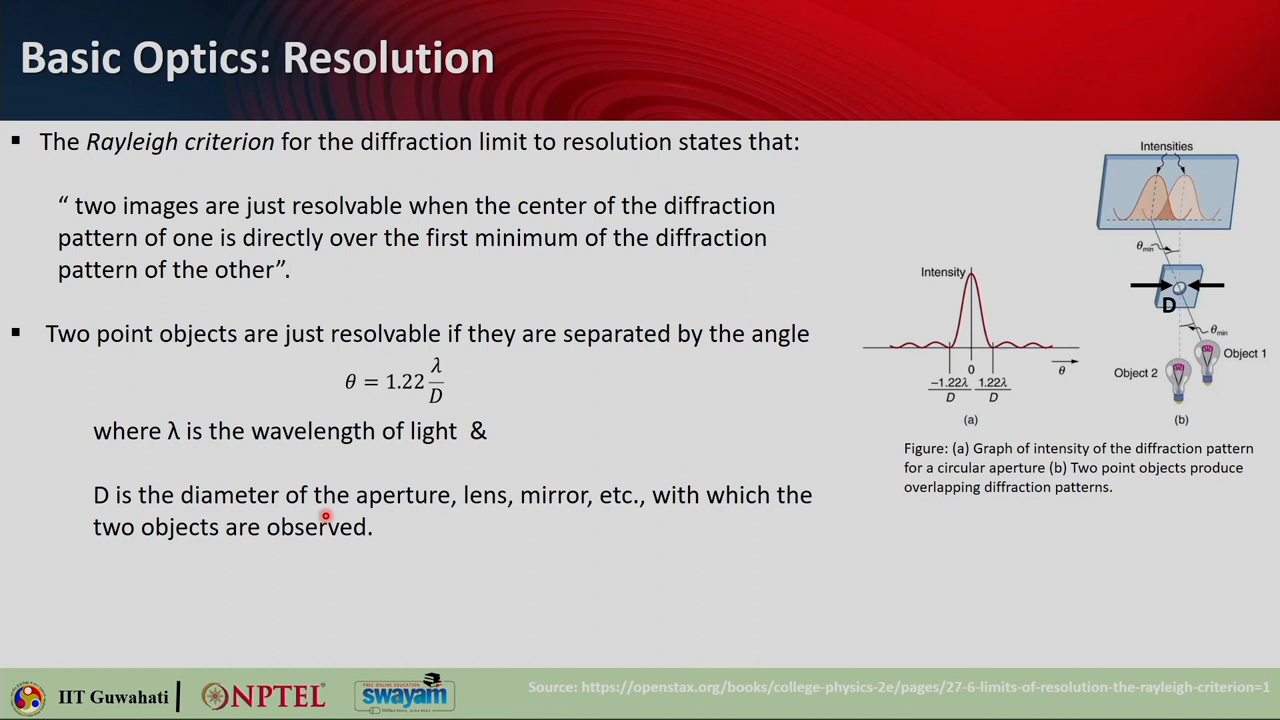 Basic Optics: Resolution
▪ The Rayleigh criterion for the diffraction limit to resolution states that:
“ two images are just resolvable when the center of the diffraction
pattern of one is directly over the first minimum of the diffraction
pattern of the other”.
▪ Two point objects are just resolvable if they are separated by the angle
θ = 1.22 λ/D
where λ is the wavelength of light &
D is the diameter of the aperture, lens, mirror, etc., with which the
two objects are observed.
Intensity
0
θ
−1.22λ/D 1.22λ/D
(a)
Intensities
θmin
D
θmin
Object 1
Object 2
(b)
Figure: (a) Graph of intensity of the diffraction pattern
for a circular aperture (b) Two point objects produce
overlapping diffraction patterns.
IIT Guwahati
NPTEL
FREE ONLINE EDUCATION
swayam
Source: https://openstax.org/books/college-physics-2e/pages/27-6-limits-of-resolution-the-rayleigh-criterion=1